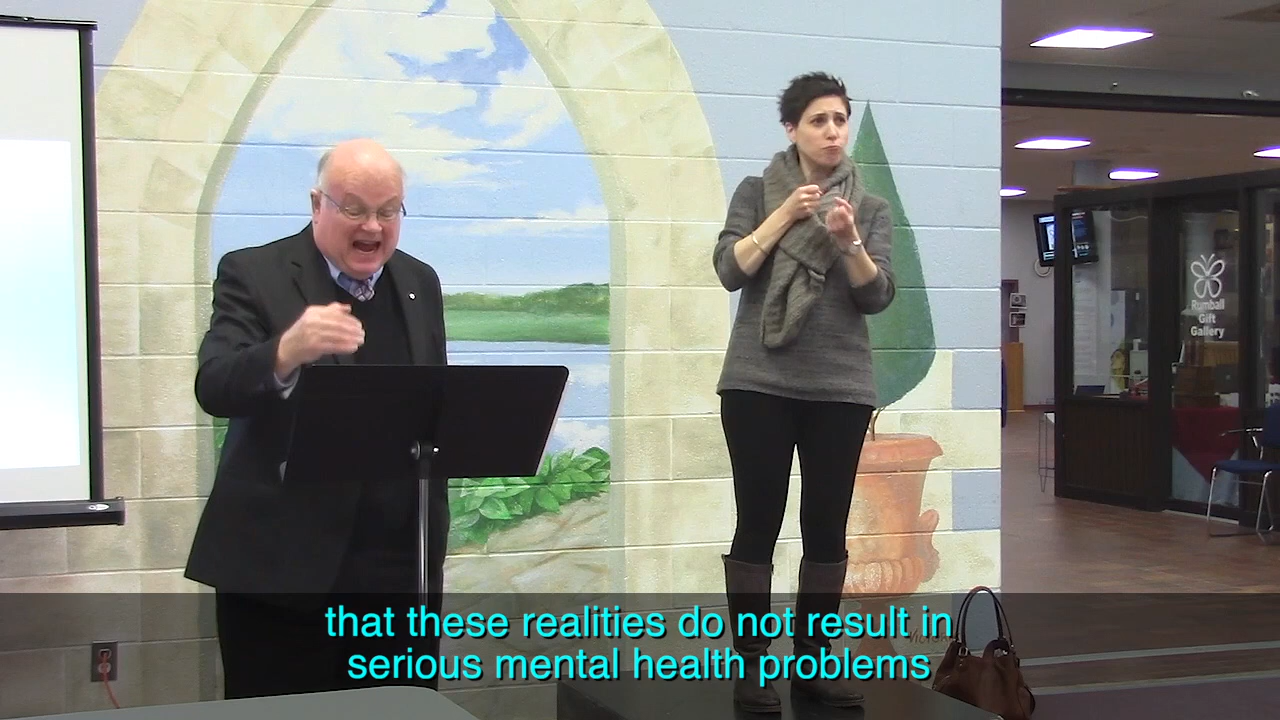 Rumball
Gift
Gallery
that these realities do not result in
serious mental health problems